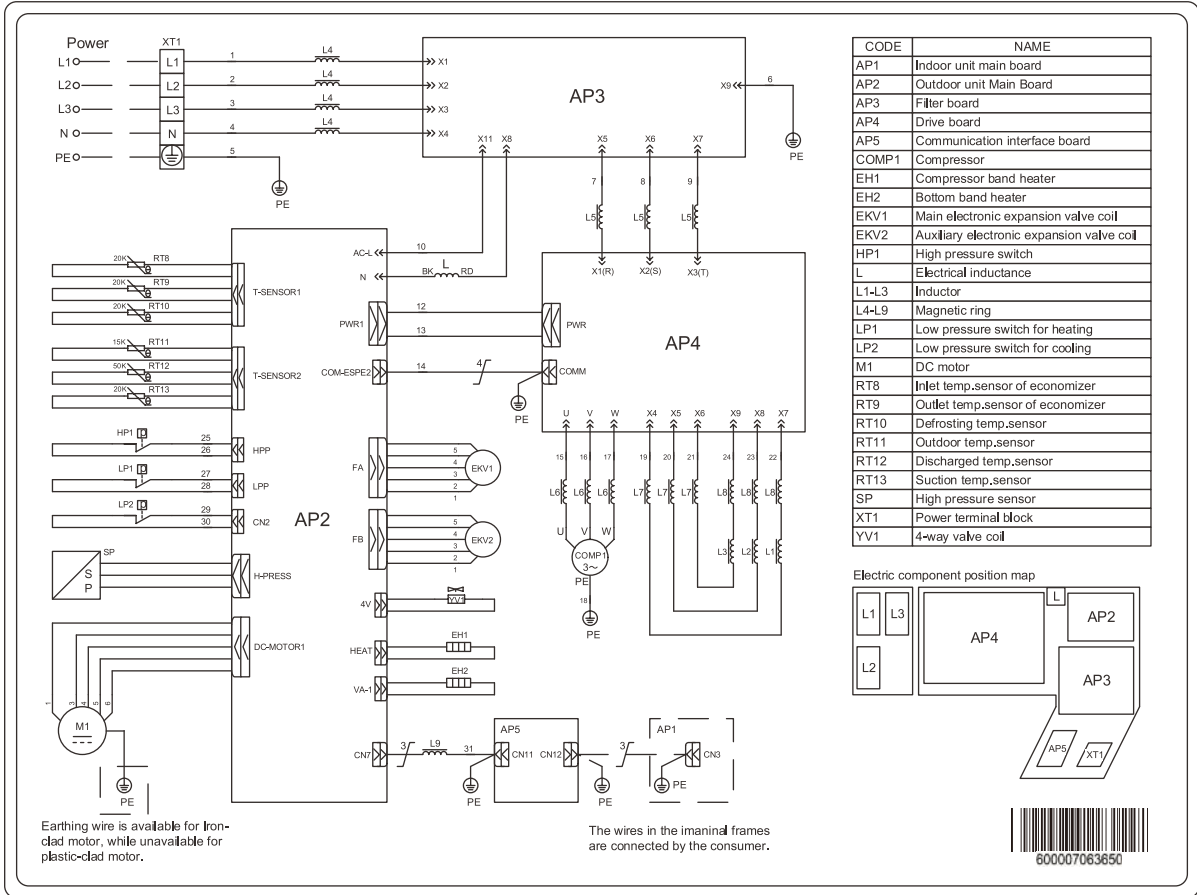 Power
XT1
L1 L1 1 L4 X1
L2 L2 2 L4 X2
L3 L3 3 L4 X3
N N 4 L4 X4
PE 5
PE
AP3
X9 6
PE
X11 X8 X5 X6 X7
7 8 9
L5 L5 L5
X1(R) X2(S) X3(T)
AC-L 10
N BK L RD
PWR1 12 13 PWR
AP4
COM-ESPE2 14 4 COMM
PE
U V W X4 X5 X6 X9 X8 X7
15 16 17 19 20 21 24 23 22
L6 L6 L6 L7 L7 L7 L8 L8 L8
U V W
L3 L2 L1
COMP1
3~
PE
18
PE
20K RT8
20K RT9
20K RT10
T-SENSOR1
15K RT11
50K RT12
20K RT13
T-SENSOR2
HP1 P 25
26 HPP
LP1 P 27
28 LPP
LP2 P 29
30 CN2
AP2
SP
S
P
H-PRESS
DC-MOTOR1
1 3 4 5 6
M1
PE
FA 5 4 3 2 1 EKV1
FB 5 4 3 2 1 EKV2
4V YV1
HEAT EH1
VA-1 EH2
CN7 3 L9 31
AP5
CN11 CN12
PE PE
3
AP1
CN3
PE
Earthing wire is available for Iron-
clad motor, while unavailable for
plastic-clad motor.
The wires in the imaninal frames
are connected by the consumer.
CODE NAME
AP1 Indoor unit main board
AP2 Outdoor unit Main Board
AP3 Filter board
AP4 Drive board
AP5 Communication interface board
COMP1 Compressor
EH1 Compressor band heater
EH2 Bottom band heater
EKV1 Main electronic expansion valve coil
EKV2 Auxiliary electronic expansion valve coil
HP1 High pressure switch
L Electrical inductance
L1-L3 Inductor
L4-L9 Magnetic ring
LP1 Low pressure switch for heating
LP2 Low pressure switch for cooling
M1 DC motor
RT8 Inlet temp.sensor of economizer
RT9 Outlet temp.sensor of economizer
RT10 Defrosting temp.sensor
RT11 Outdoor temp.sensor
RT12 Discharged temp.sensor
RT13 Suction temp.sensor
SP High pressure sensor
XT1 Power terminal block
YV1 4-way valve coil
Electric component position map
L1 L3 L2
AP4
L
AP2
AP3
AP5 XT1
600007063650